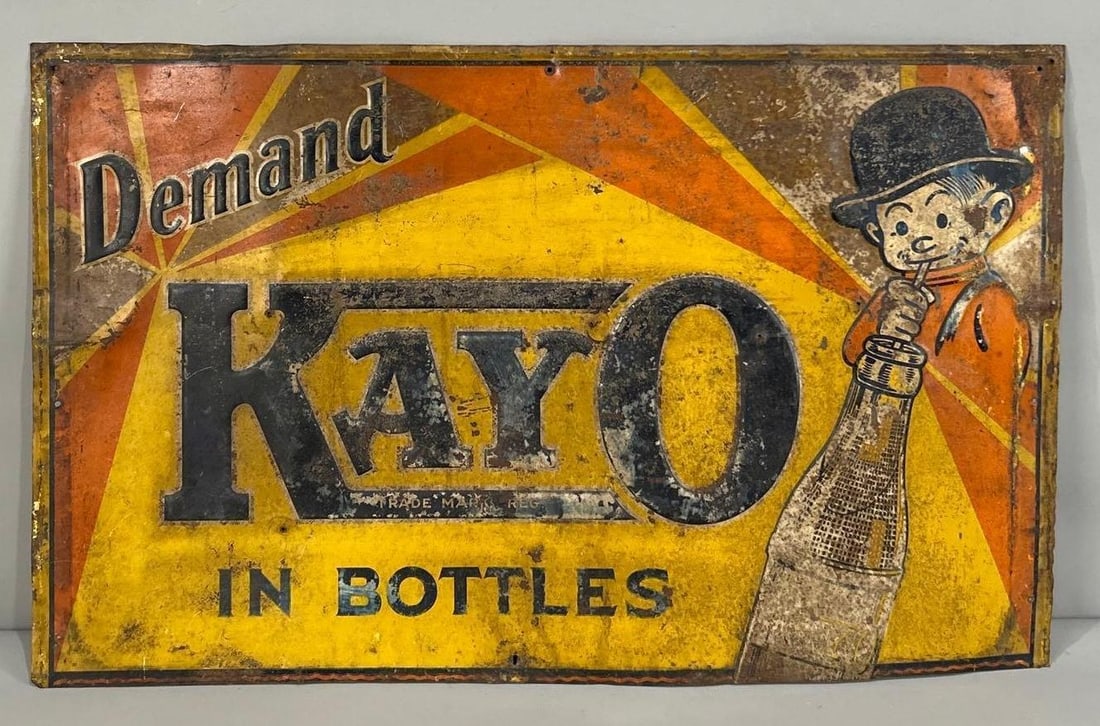 Demand
KAYO
TRADE MARK REG
IN BOTTLES